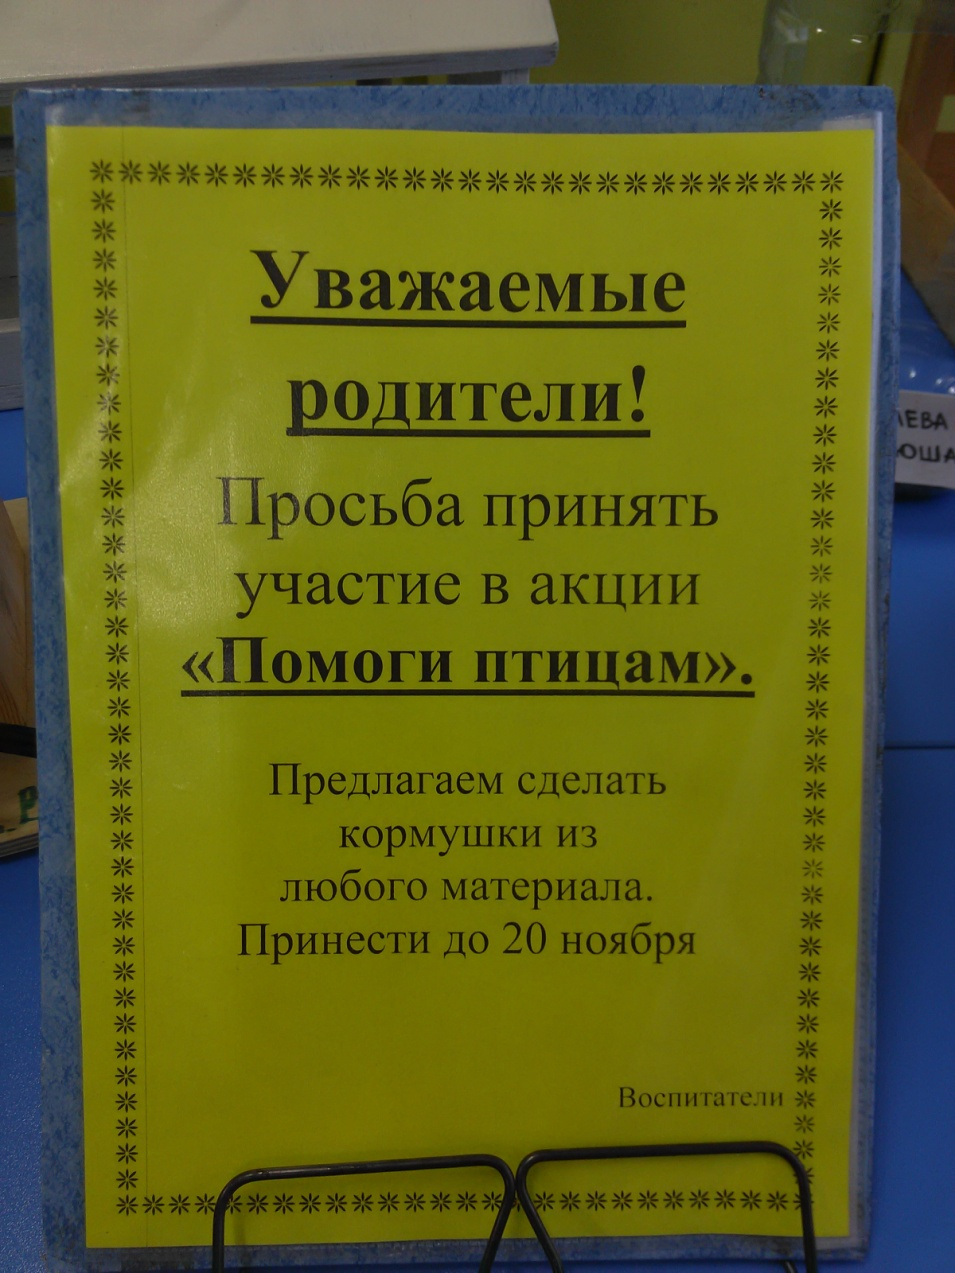 Уважаемые
родители!
Просьба принять
участие в акции
«Помоги птицам».
Предлагаем сделать
кормушки из
любого материала.
Принести до 20 ноября
Воспитатели